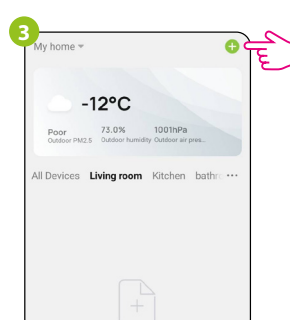 3
My home
-12°C
Poor 73.0% 1001hPa
Outdoor PM2.5 Outdoor humidity Outdoor air pres...
All Devices Living room Kitchen bathr ...